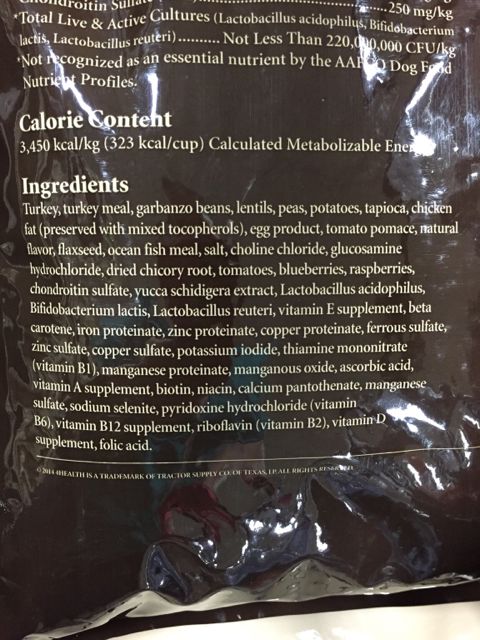 Chondroitin Sulfate ........ 250 mg/kg
*Total Live & Active Cultures (Lactobacillus acidophilus, Bifidobacterium
lactis, Lactobacillus reuteri).......... Not Less Than 220,000,000 CFU/kg
*Not recognized as an essential nutrient by the AAFCO Dog Food
Nutrient Profiles.
Calorie Content
3,450 kcal/kg (323 kcal/cup) Calculated Metabolizable Energy
Ingredients
Turkey, turkey meal, garbanzo beans, lentils, peas, potatoes, tapioca, chicken
fat (preserved with mixed tocopherols), egg product, tomato pomace, natural
flavor, flaxseed, ocean fish meal, salt, choline chloride, glucosamine
hydrochloride, dried chicory root, tomatoes, blueberries, raspberries,
chondroitin sulfate, yucca schidigera extract, Lactobacillus acidophilus,
Bifidobacterium lactis, Lactobacillus reuteri, vitamin E supplement, beta
carotene, iron proteinate, zinc proteinate, copper proteinate, ferrous sulfate,
zinc sulfate, copper sulfate, potassium iodide, thiamine mononitrate
(vitamin B1), manganese proteinate, manganous oxide, ascorbic acid,
vitamin A supplement, biotin, niacin, calcium pantothenate, manganese
sulfate, sodium selenite, pyridoxine hydrochloride (vitamin
B6), vitamin B12 supplement, riboflavin (vitamin B2), vitamin D
supplement, folic acid.
©2014 4HEALTH IS A TRADEMARK OF TRACTOR SUPPLY CO. OF TEXAS, LP. ALL RIGHTS RESERVED.